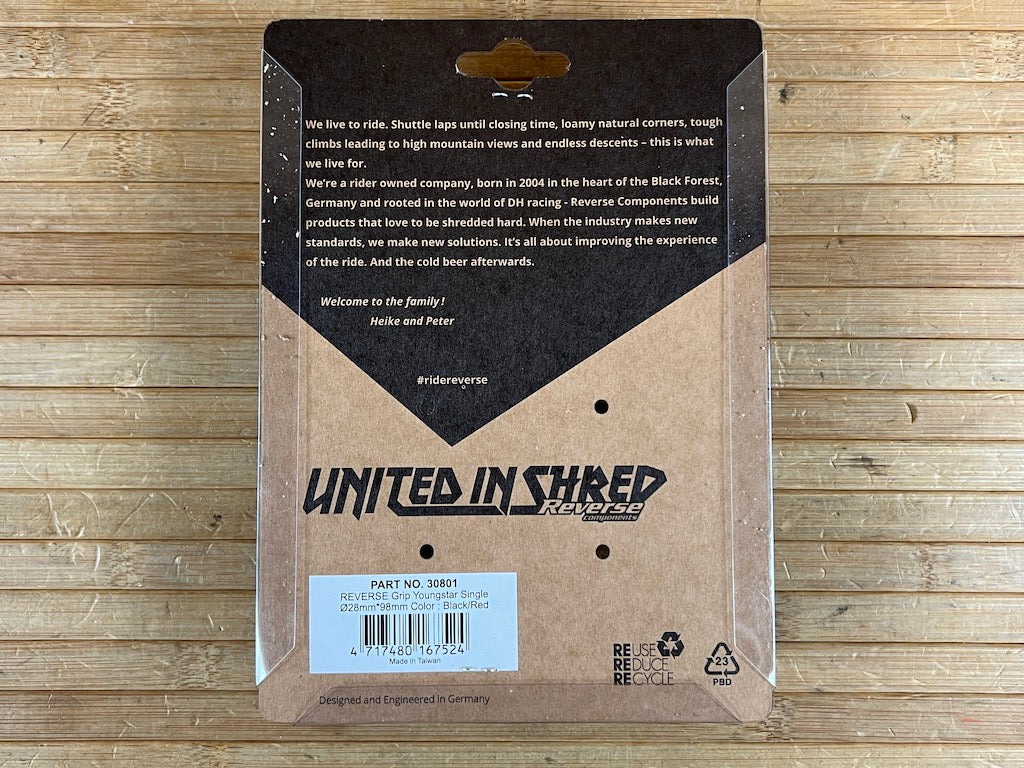 We live to ride. Shuttle laps until closing time, loamy natural corners, tough
climbs leading to high mountain views and endless descents – this is what
we live for.
We're a rider owned company, born in 2004 in the heart of the Black Forest,
Germany and rooted in the world of DH racing - Reverse Components build
products that love to be shredded hard. When the industry makes new
standards, we make new solutions. It's all about improving the experience
of the ride. And the cold beer afterwards.
Welcome to the family !
Heike and Peter
#ridereverse
UNITED IN SHRED
Reverse
components
PART NO. 30801
REVERSE Grip Youngstar Single
Ø28mm*98mm Color : Black/Red
4 717480 167524
Made in Taiwan
REUSE
REDUCE
RECYCLE
23
PBD
Designed and Engineered in Germany